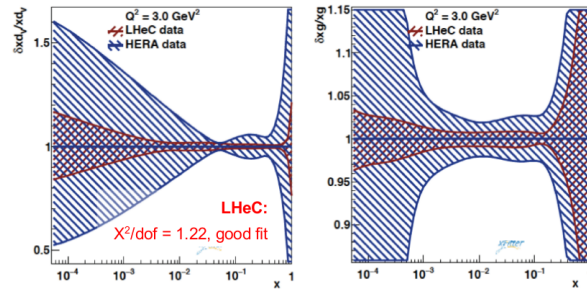 Q² = 3.0 GeV²
LHeC data
HERA data
δxdᵥ/xdᵥ
1.5
1
0.5
10⁻⁴
10⁻³
10⁻²
10⁻¹
1
x
LHeC:
X²/dof = 1.22, good fit
Q² = 3.0 GeV²
LHeC data
HERA data
δxg/xg
1.15
1.1
1.05
1
0.95
0.9
10⁻⁴
10⁻³
10⁻²
10⁻¹
x